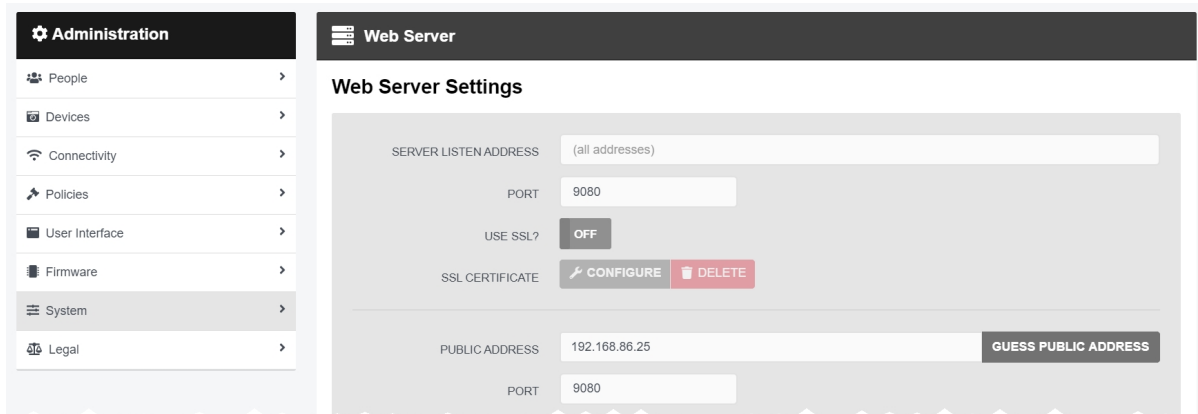 Administration
People
Devices
Connectivity
Policies
User Interface
Firmware
System
Legal
Web Server
Web Server Settings
SERVER LISTEN ADDRESS (all addresses)
PORT 9080
USE SSL? OFF
SSL CERTIFICATE CONFIGURE DELETE
PUBLIC ADDRESS 192.168.86.25 GUESS PUBLIC ADDRESS
PORT 9080